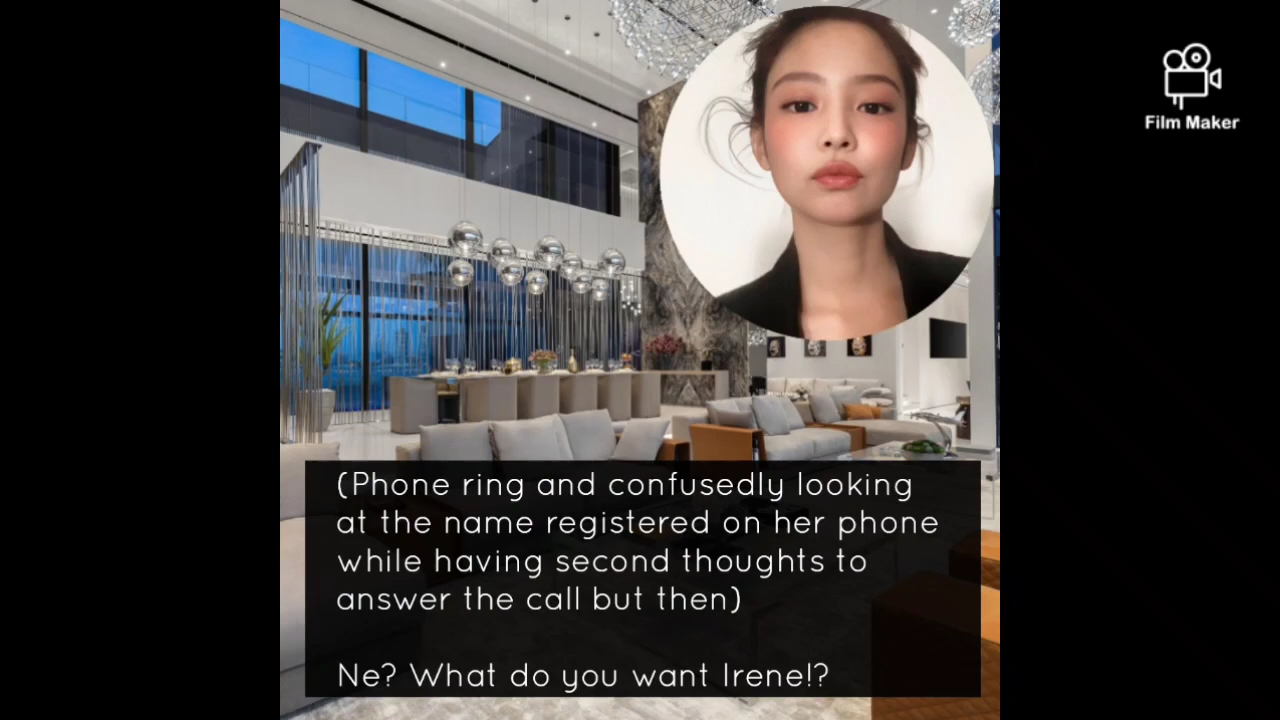 Film Maker
(Phone ring and confusedly looking
at the name registered on her phone
while having second thoughts to
answer the call but then)
Ne? What do you want Irene!?